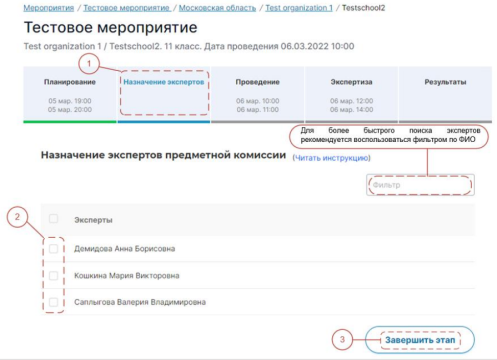 Мероприятия / Тестовое мероприятие / Московская область / Test organization 1 / Testschool2
Тестовое мероприятие
Test organization 1 / Testschool2. 11 класс. Дата проведения 06.03.2022 10:00
1
Планирование
05 мар. 19:00
05 мар. 20:00
Назначение экспертов
Проведение
06 мар. 10:00
06 мар. 11:00
Экспертиза
06 мар. 12:00
06 мар. 14:00
Результаты
Для более быстрого поиска экспертов
рекомендуется воспользоваться фильтром по ФИО
Назначение экспертов предметной комиссии (Читать инструкцию)
Фильтр
2
Эксперты
Демидова Анна Борисовна
Кошкина Мария Викторовна
Саплыгова Валерия Владимировна
3
Завершить этап